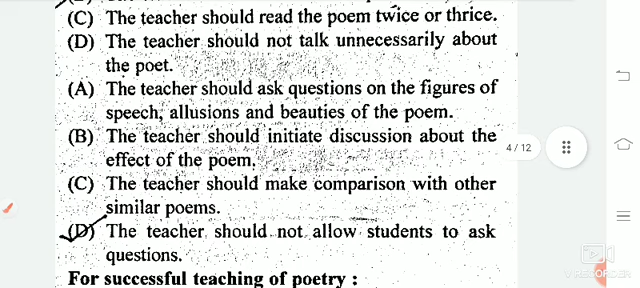 (C) The teacher should read the poem twice or thrice.
(D) The teacher should not talk unnecessarily about
the poet.
(A) The teacher should ask questions on the figures of
speech, allusions and beauties of the poem.
(B) The teacher should initiate discussion about the
effect of the poem.
4/12
(C) The teacher should make comparison with other
similar poems.
(D) The teacher should not allow students to ask
questions.
For successful teaching of poetry :
V RECORDER